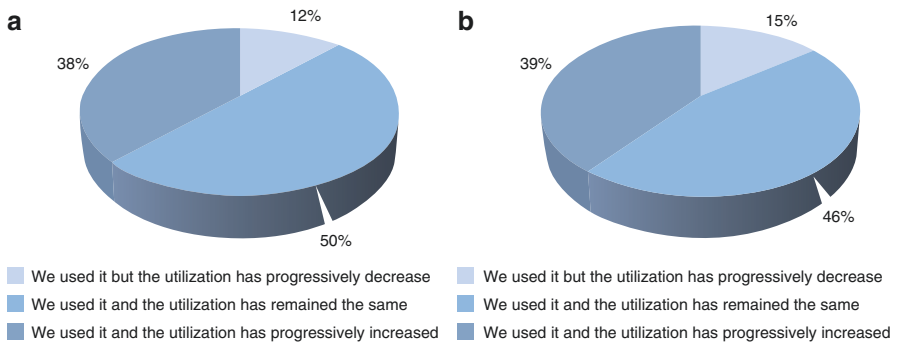 a
12%
38%
50%
We used it but the utilization has progressively decrease
We used it and the utilization has remained the same
We used it and the utilization has progressively increased
b
15%
39%
46%
We used it but the utilization has progressively decrease
We used it and the utilization has remained the same
We used it and the utilization has progressively increased